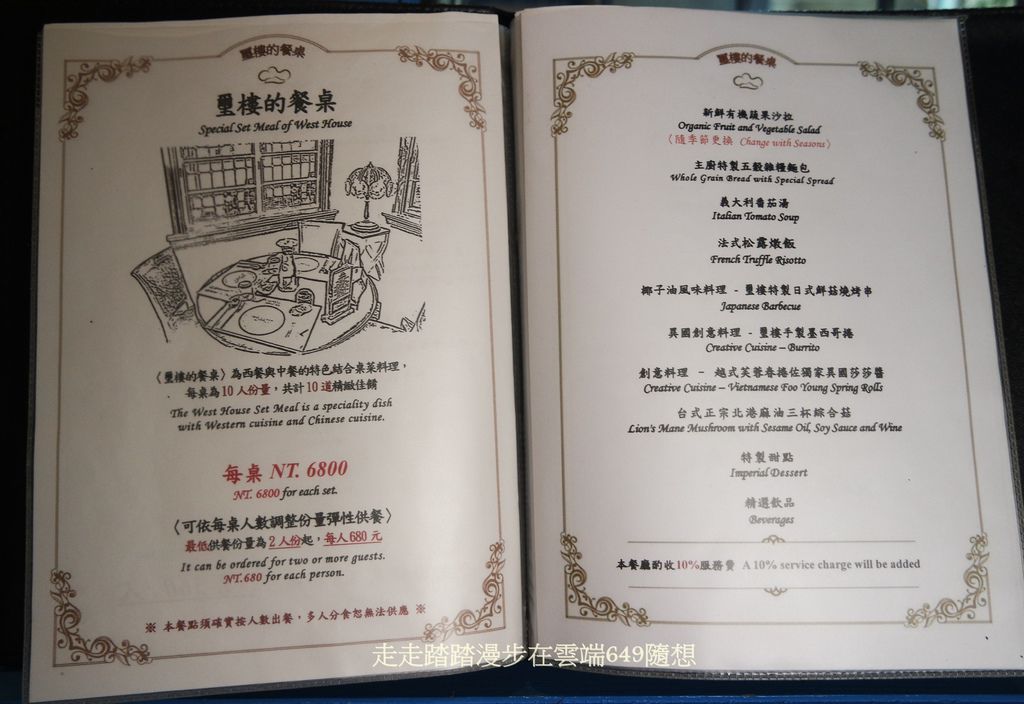 璽樓的餐桌
璽樓的餐桌
Special Set Meal of West House
〈璽樓的餐桌〉為西餐與中餐的特色結合桌菜料理，
每桌為10人份量，共計10道精緻佳餚
The West House Set Meal is a speciality dish
with Western cuisine and Chinese cuisine.
每桌 NT. 6800
NT. 6800 for each set.
〈可依每桌人數調整份量彈性供餐〉
最低供餐份量為2人份起，每人680元
It can be ordered for two or more guests.
NT.680 for each person.
※ 本餐點須確實按人數出餐，多人分食恕無法供應 ※
璽樓的餐桌
新鮮有機蔬果沙拉
Organic Fruit and Vegetable Salad
〈隨季節更換 Change with Seasons〉
主廚特製五穀雜糧麵包
Whole Grain Bread with Special Spread
義大利番茄湯
Italian Tomato Soup
法式松露燉飯
French Truffle Risotto
椰子油風味料理 - 璽樓特製日式鮮菇燒烤串
Japanese Barbecue
異國創意料理 - 璽樓手製墨西哥捲
Creative Cuisine – Burrito
創意料理 – 越式芙蓉春捲佐獨家異國莎莎醬
Creative Cuisine – Vietnamese Foo Young Spring Rolls
台式正宗北港麻油三杯綜合菇
Lion's Mane Mushroom with Sesame Oil, Soy Sauce and Wine
特製甜點
Imperial Dessert
精選飲品
Beverages
本餐廳酌收10%服務費 A 10% service charge will be added
走走踏踏漫步在雲端649隨想